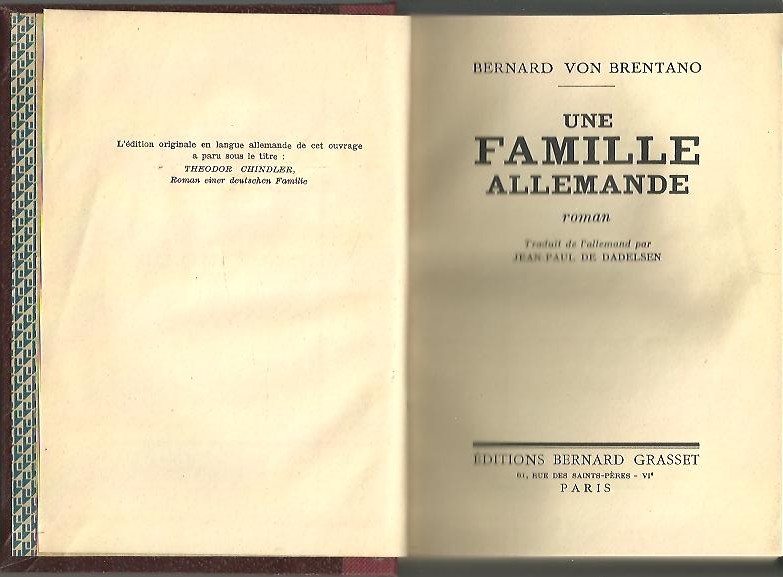 L'édition originale en langue allemande de cet ouvrage
a paru sous le titre :
THEODOR CHINDLER,
Roman einer deutschen Familie
BERNARD VON BRENTANO
UNE
FAMILLE
ALLEMANDE
roman
Traduit de l'allemand par
JEAN-PAUL DE DADELSEN
ÉDITIONS BERNARD GRASSET
61, RUE DES SAINTS-PÈRES - VIᵉ
PARIS